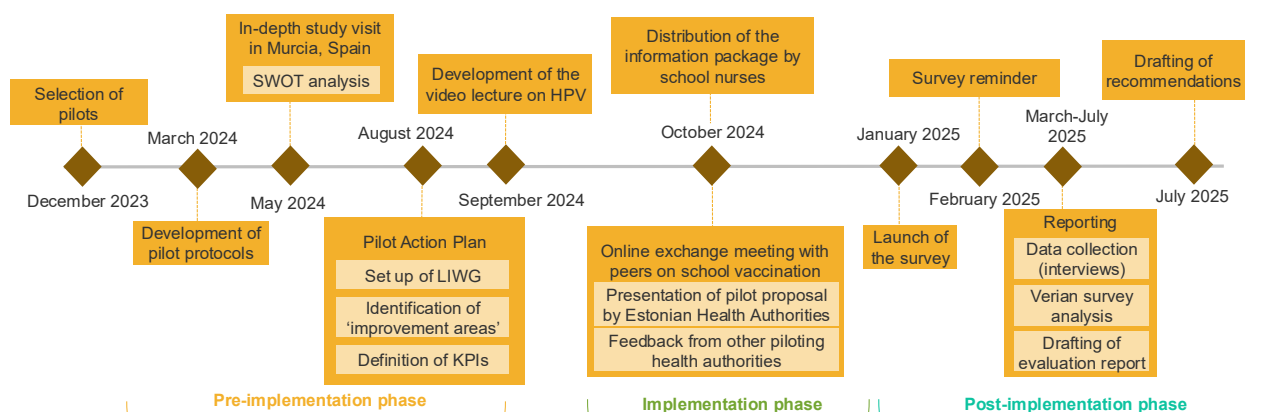 In-depth study visit
in Murcia, Spain
SWOT analysis
Distribution of the
information package by
school nurses
Drafting of
recommendations
Development of the
video lecture on HPV
Survey reminder
Selection of
pilots
March 2024
August 2024
October 2024
January 2025
March-July
2025
December 2023
May 2024
September 2024
February 2025
July 2025
Development of
pilot protocols
Pilot Action Plan
Set up of LIWG
Identification of
‘improvement areas’
Definition of KPIs
Online exchange meeting with
peers on school vaccination
Presentation of pilot proposal
by Estonian Health Authorities
Feedback from other piloting
health authorities
Launch of
the survey
Reporting
Data collection
(interviews)
Verian survey
analysis
Drafting of
evaluation report
Pre-implementation phase
Implementation phase
Post-implementation phase